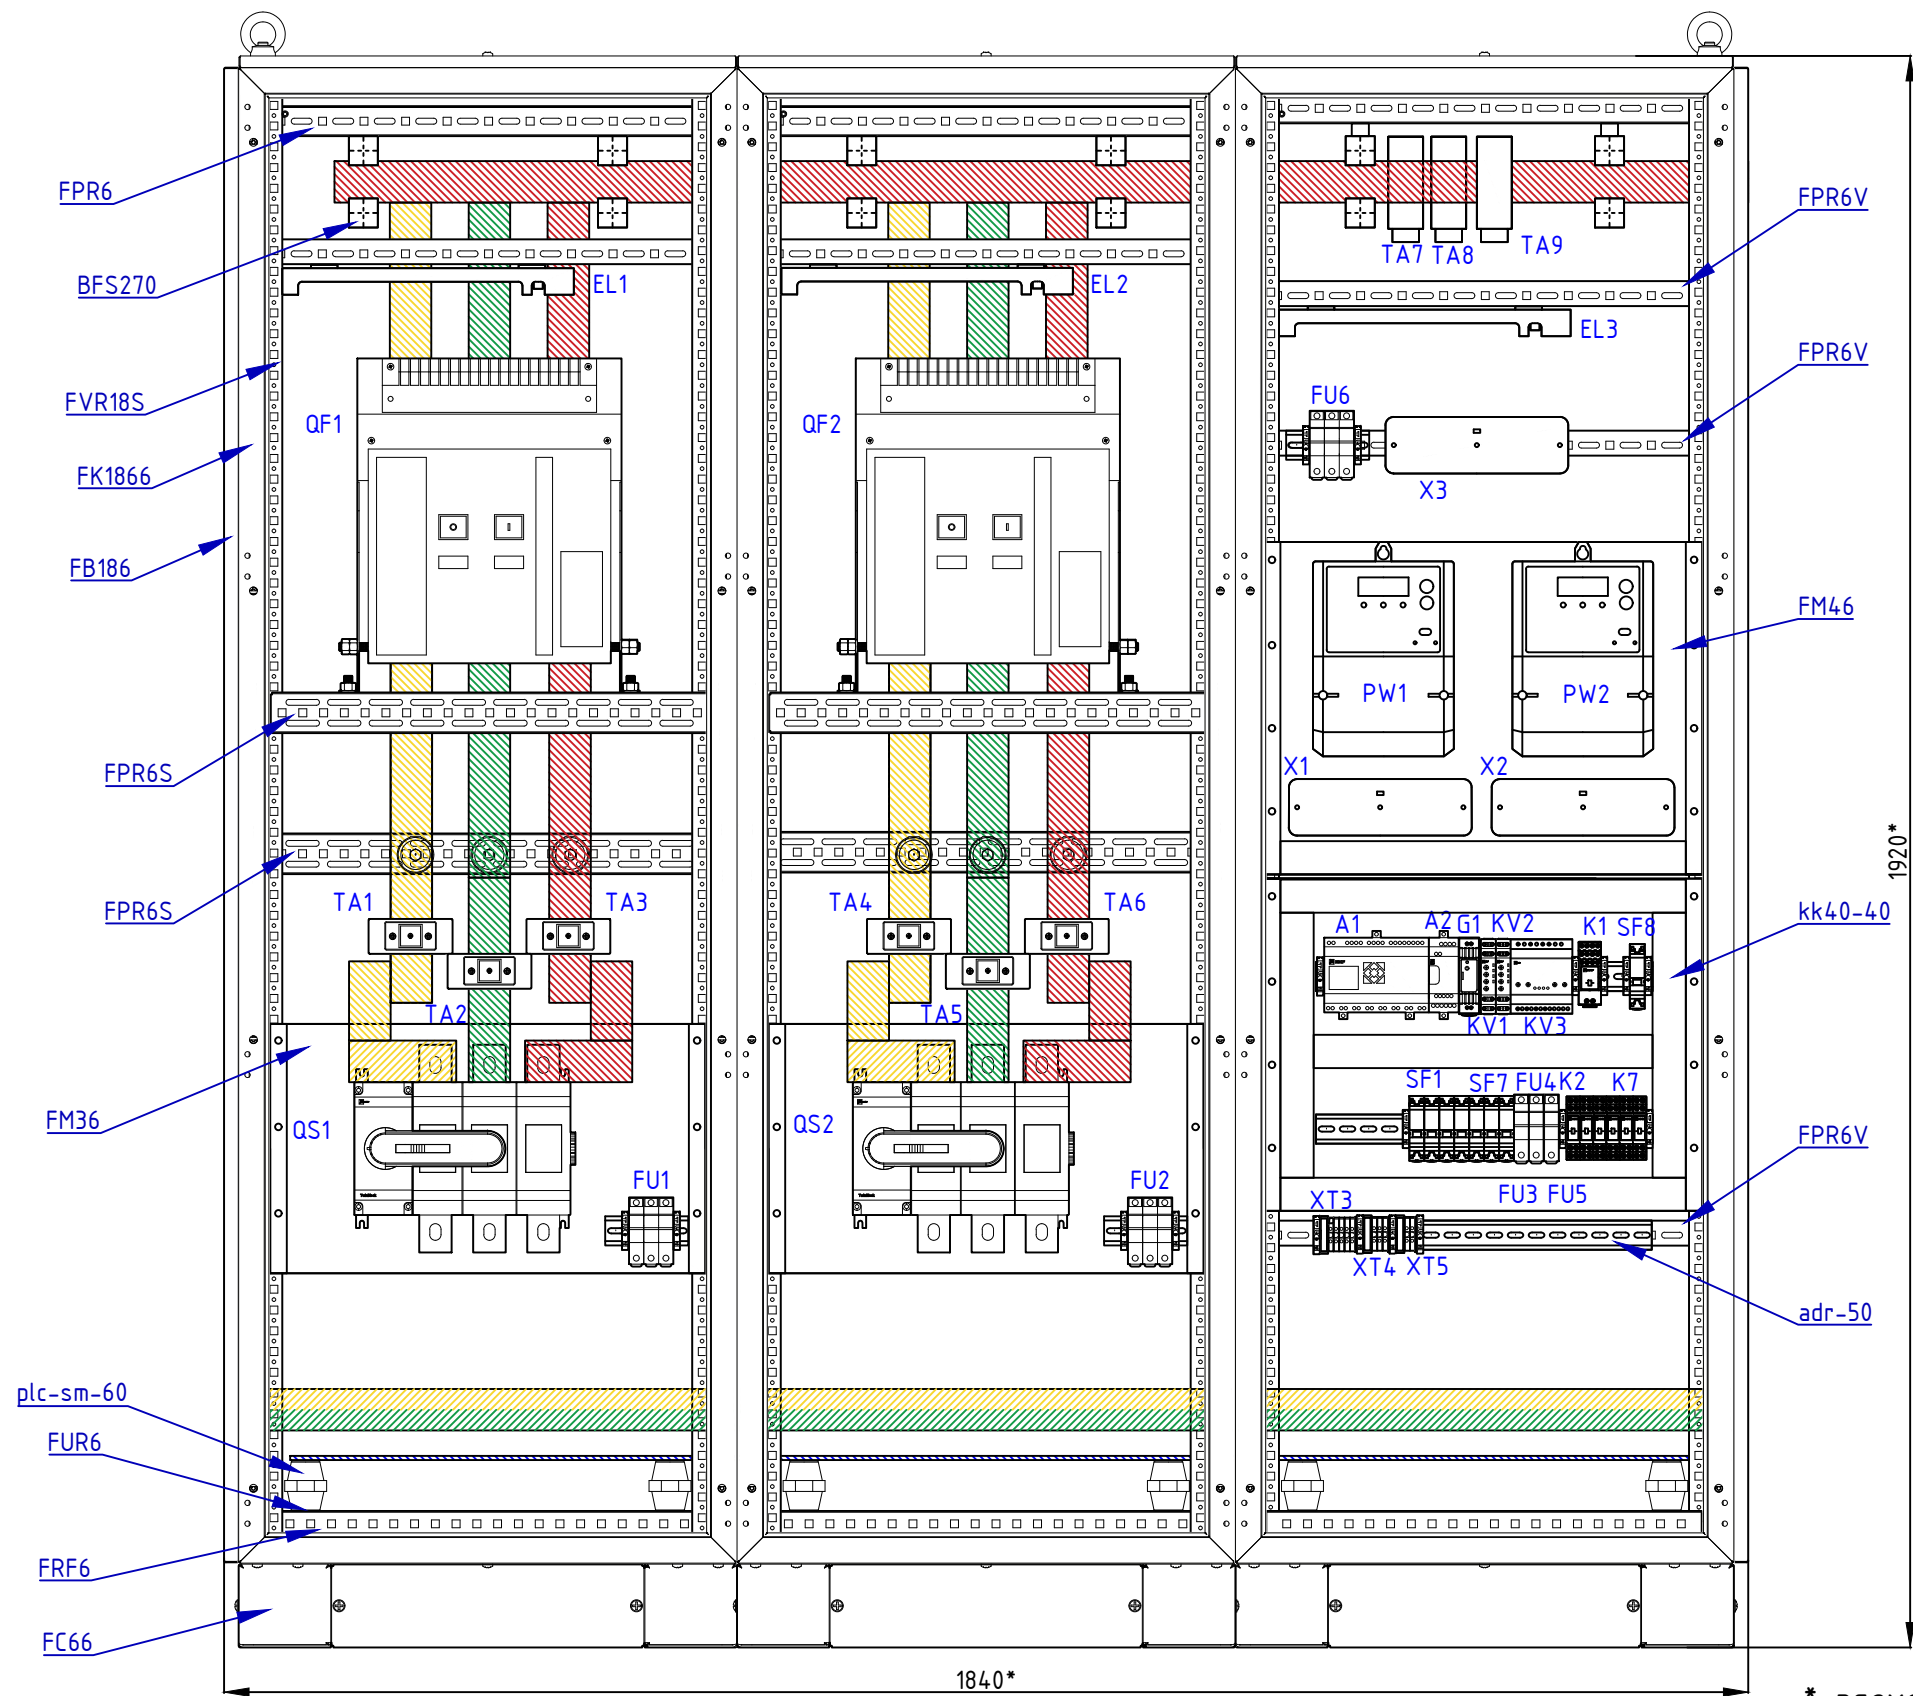 FPR6
BFS270
FVR18S
FK1866
FB186
FPR6S
FPR6S
FM36
plc-sm-60
FUR6
FRF6
FC66
EL1
QF1
TA1
TA3
TA2
QS1
FU1
EL2
QF2
TA4
TA6
TA5
QS2
FU2
TA7 TA8 TA9
EL3
FU6
X3
PW1 PW2
X1 X2
A1 A2 G1 KV2 K1 SF8
KV1 KV3
SF1 SF7 FU4 K2 K7
FU3 FU5
XT3
XT4 XT5
FPR6V
FPR6V
FM46
kk40-40
FPR6V
adr-50
1920*
1840*